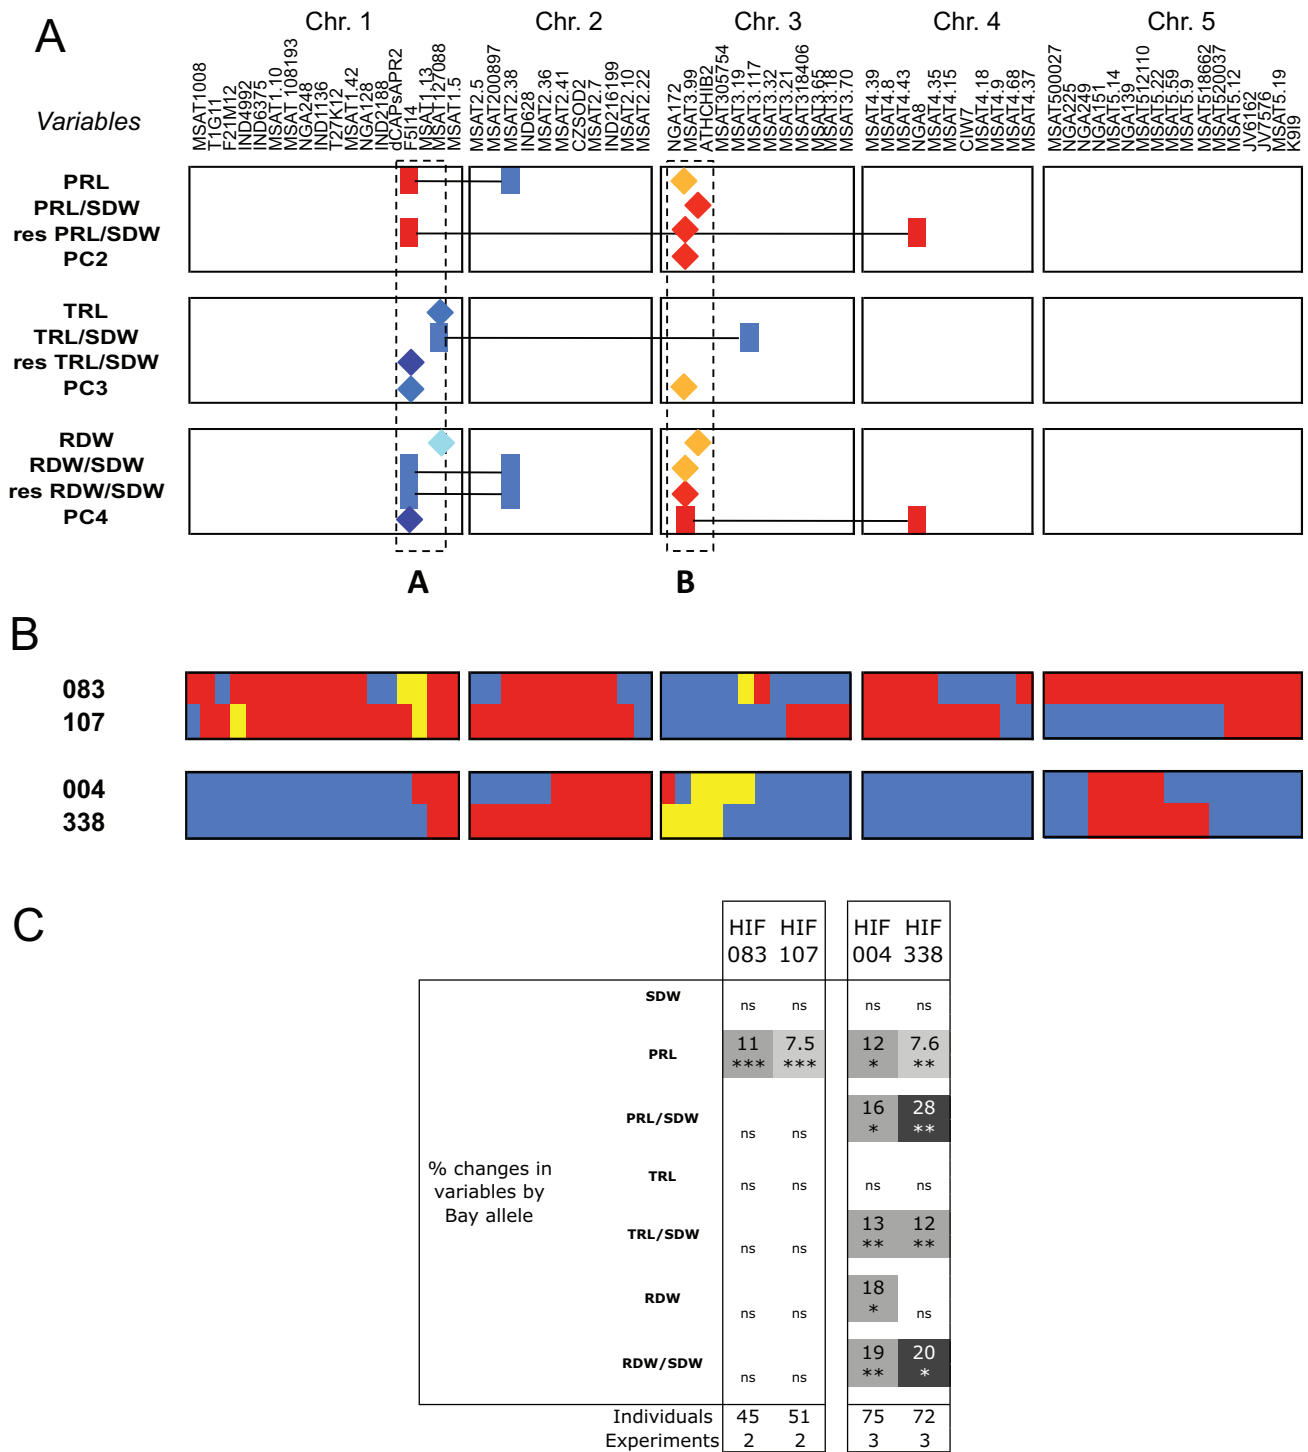 A
Chr. 1 Chr. 2 Chr. 3 Chr. 4 Chr. 5
Variables
MSAT1008
T1G11
F21M12
IND4992
IND6375
MSAT1.10
MSAT108193
NGA248
IND1136
T27K12
MSAT1.42
NGA128
IND2188
dCAPsAPR2
F5I14
MSAT1.13
MSAT127088
MSAT1.5
MSAT2.5
MSAT200897
MSAT2.38
IND628
MSAT2.36
MSAT2.41
CZSOD2
MSAT2.7
IND216199
MSAT2.10
MSAT2.22
NGA172
MSAT3.99
ATHCHIB2
MSAT305754
MSAT3.19
MSAT3.117
MSAT3.32
MSAT3.21
MSAT318406
MSAT3.65
MSAT3.18
MSAT3.70
MSAT4.39
MSAT4.8
MSAT4.43
NGA8
MSAT4.35
MSAT4.15
CIW7
MSAT4.18
MSAT4.9
MSAT4.68
MSAT4.37
MSAT500027
NGA225
NGA249
NGA151
MSAT5.14
NGA139
MSAT512110
MSAT5.22
MSAT5.59
MSAT5.9
MSAT518662
MSAT520037
MSAT5.12
JV6162
JV7576
MSAT5.19
K9I9
PRL
PRL/SDW
res PRL/SDW
PC2
TRL
TRL/SDW
res TRL/SDW
PC3
RDW
RDW/SDW
res RDW/SDW
PC4
A B
B
083
107
004
338
C
HIF HIF HIF HIF
083 107 004 338
SDW ns ns ns ns
PRL 11 7.5 12 7.6
*** *** * **
PRL/SDW ns ns 16 28
* **
TRL ns ns ns ns
% changes in
variables by
Bay allele
TRL/SDW ns ns 13 12
** **
RDW ns ns 18 ns
*
RDW/SDW ns ns 19 20
** *
Individuals 45 51 75 72
Experiments 2 2 3 3